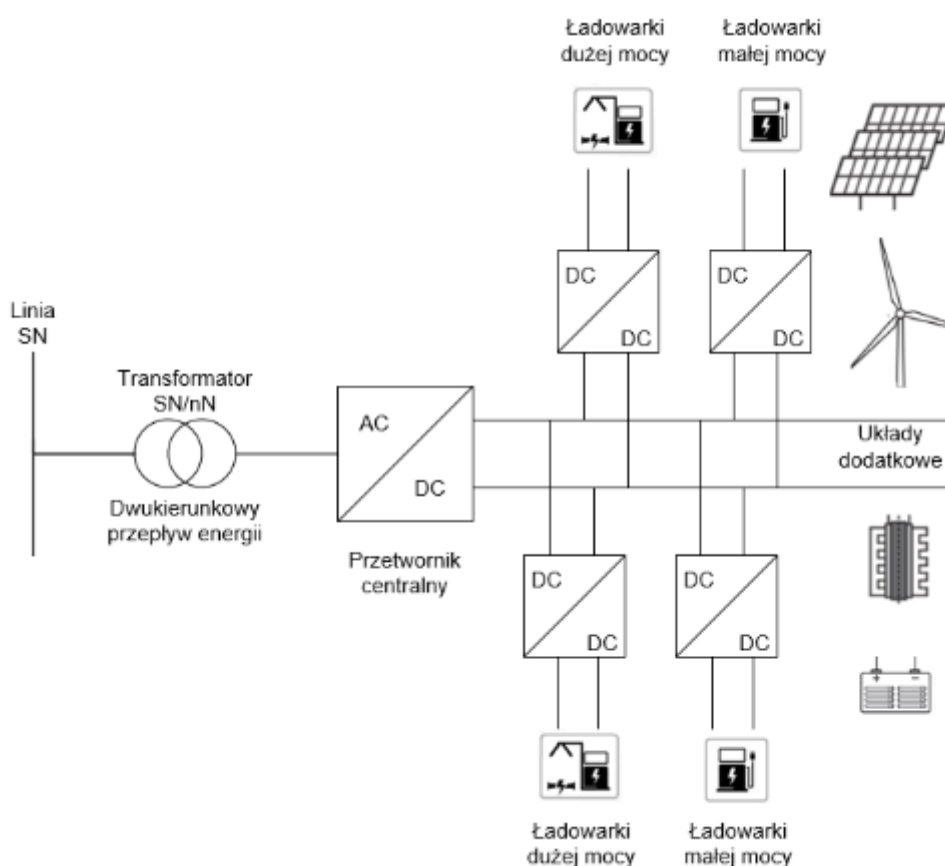 Ładowarki
dużej mocy
Ładowarki
małej mocy
DC
DC
DC
DC
Linia
SN
Transformator
SN/nN
AC
DC
Dwukierunkowy
przepływ energii
Przetwornik
centralny
Układy
dodatkowe
DC
DC
DC
DC
+ −
Ładowarki
dużej mocy
Ładowarki
małej mocy